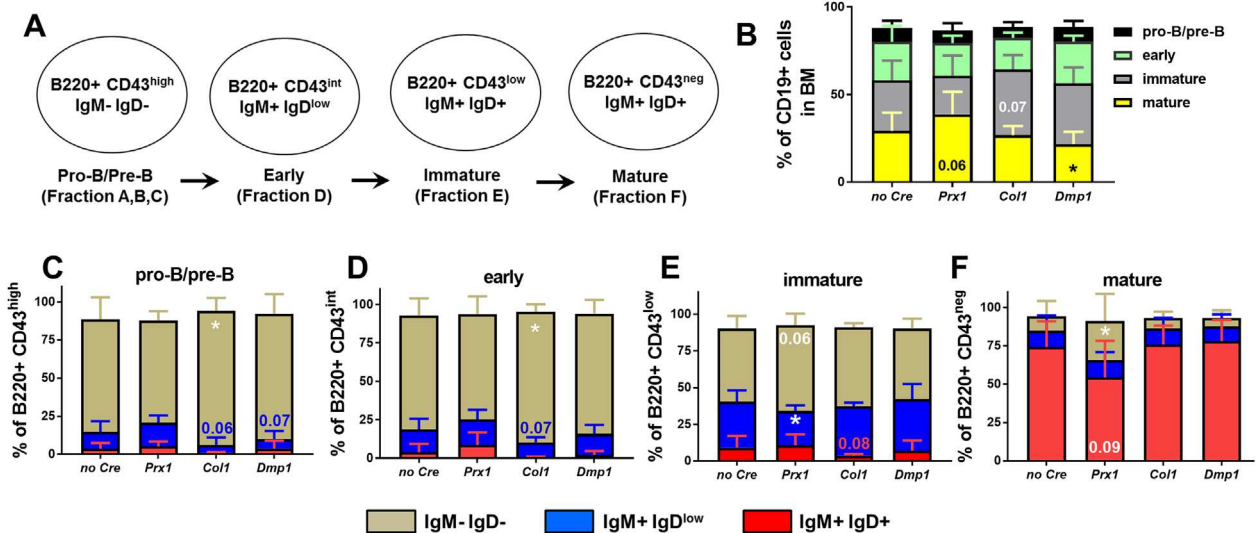 A
B220+ CD43high
IgM- IgD-
B220+ CD43int
IgM+ IgDlow
B220+ CD43low
IgM+ IgD+
B220+ CD43neg
IgM+ IgD+
Pro-B/Pre-B
(Fraction A,B,C)
Early
(Fraction D)
Immature
(Fraction E)
Mature
(Fraction F)
B
% of CD19+ cells
in BM
100
50
0
0.06
0.07
*
no Cre
Prx1
Col1
Dmp1
pro-B/pre-B
early
immature
mature
C
pro-B/pre-B
% of B220+ CD43high
100
75
50
25
0
*
0.06
0.07
no Cre
Prx1
Col1
Dmp1
D
early
% of B220+ CD43int
100
75
50
25
0
*
0.07
no Cre
Prx1
Col1
Dmp1
E
immature
% of B220+ CD43low
100
75
50
25
0
0.06
*
0.08
no Cre
Prx1
Col1
Dmp1
F
mature
% of B220+ CD43neg
100
75
50
25
0
*
0.09
no Cre
Prx1
Col1
Dmp1
IgM- IgD-
IgM+ IgDlow
IgM+ IgD+